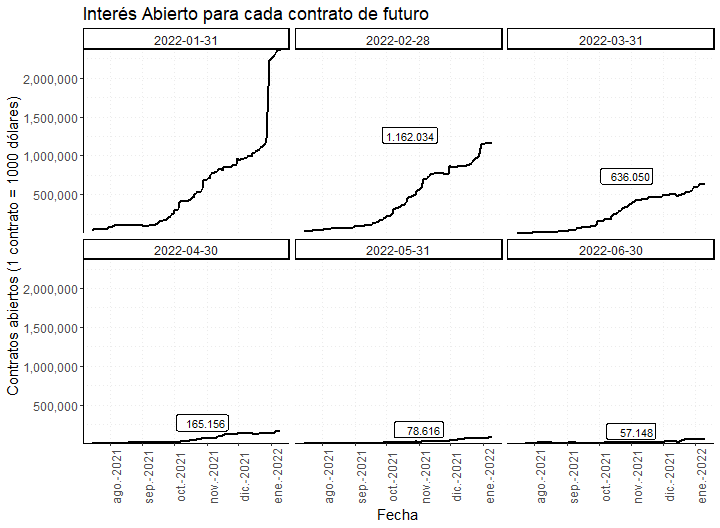 Interés Abierto para cada contrato de futuro
2022-01-31
2022-02-28
2022-03-31
2,000,000
1,500,000
1,000,000
500,000
1.162.034
636.050
2022-04-30
2022-05-31
2022-06-30
2,000,000
1,500,000
1,000,000
500,000
165.156
78.616
57.148
ago.-2021
sep.-2021
oct.-2021
nov.-2021
dic.-2021
ene.-2022
ago.-2021
sep.-2021
oct.-2021
nov.-2021
dic.-2021
ene.-2022
ago.-2021
sep.-2021
oct.-2021
nov.-2021
dic.-2021
ene.-2022
Fecha
Contratos abiertos (1 contrato = 1000 dólares)